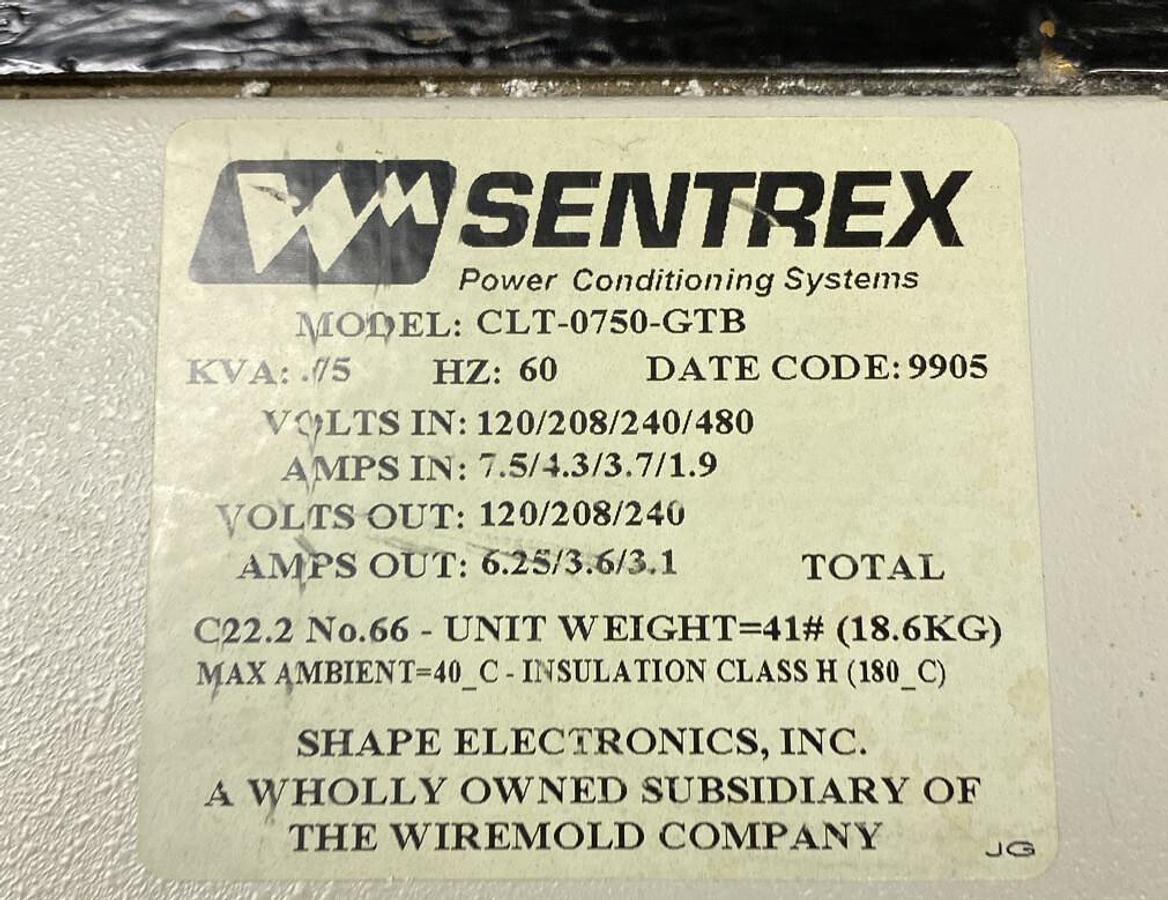 WM SENTREX
Power Conditioning Systems
MODEL: CLT-0750-GTB
KVA: .75 HZ: 60 DATE CODE: 9905
VOLTS IN: 120/208/240/480
AMPS IN: 7.5/4.3/3.7/1.9
VOLTS OUT: 120/208/240
AMPS OUT: 6.25/3.6/3.1 TOTAL
C22.2 No.66 - UNIT WEIGHT=41# (18.6KG)
MAX AMBIENT=40_C - INSULATION CLASS H (180_C)
SHAPE ELECTRONICS, INC.
A WHOLLY OWNED SUBSIDIARY OF
THE WIREMOLD COMPANY
JG